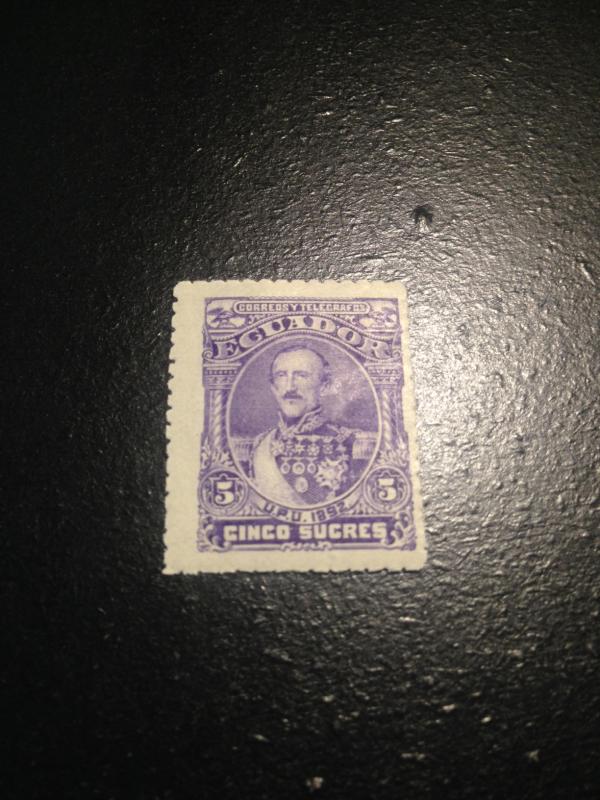 CORREOS Y TELEGRAFOS
ECUADOR
5 5
U.P.U. 1892
CINCO SUCRES